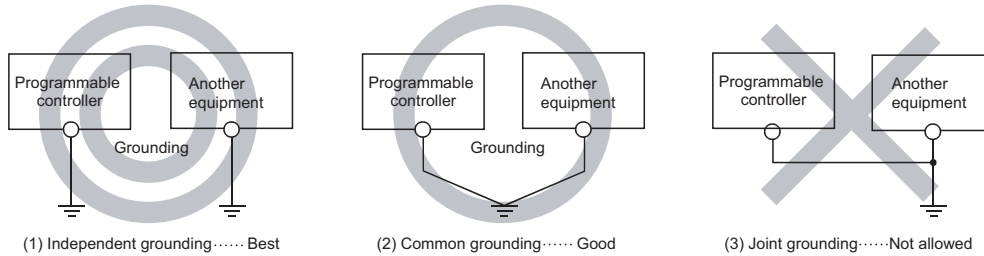 Programmable
controller
Another
equipment
Grounding
(1) Independent grounding······Best
Programmable
controller
Another
equipment
Grounding
(2) Common grounding······Good
Programmable
controller
Another
equipment
(3) Joint grounding······Not allowed